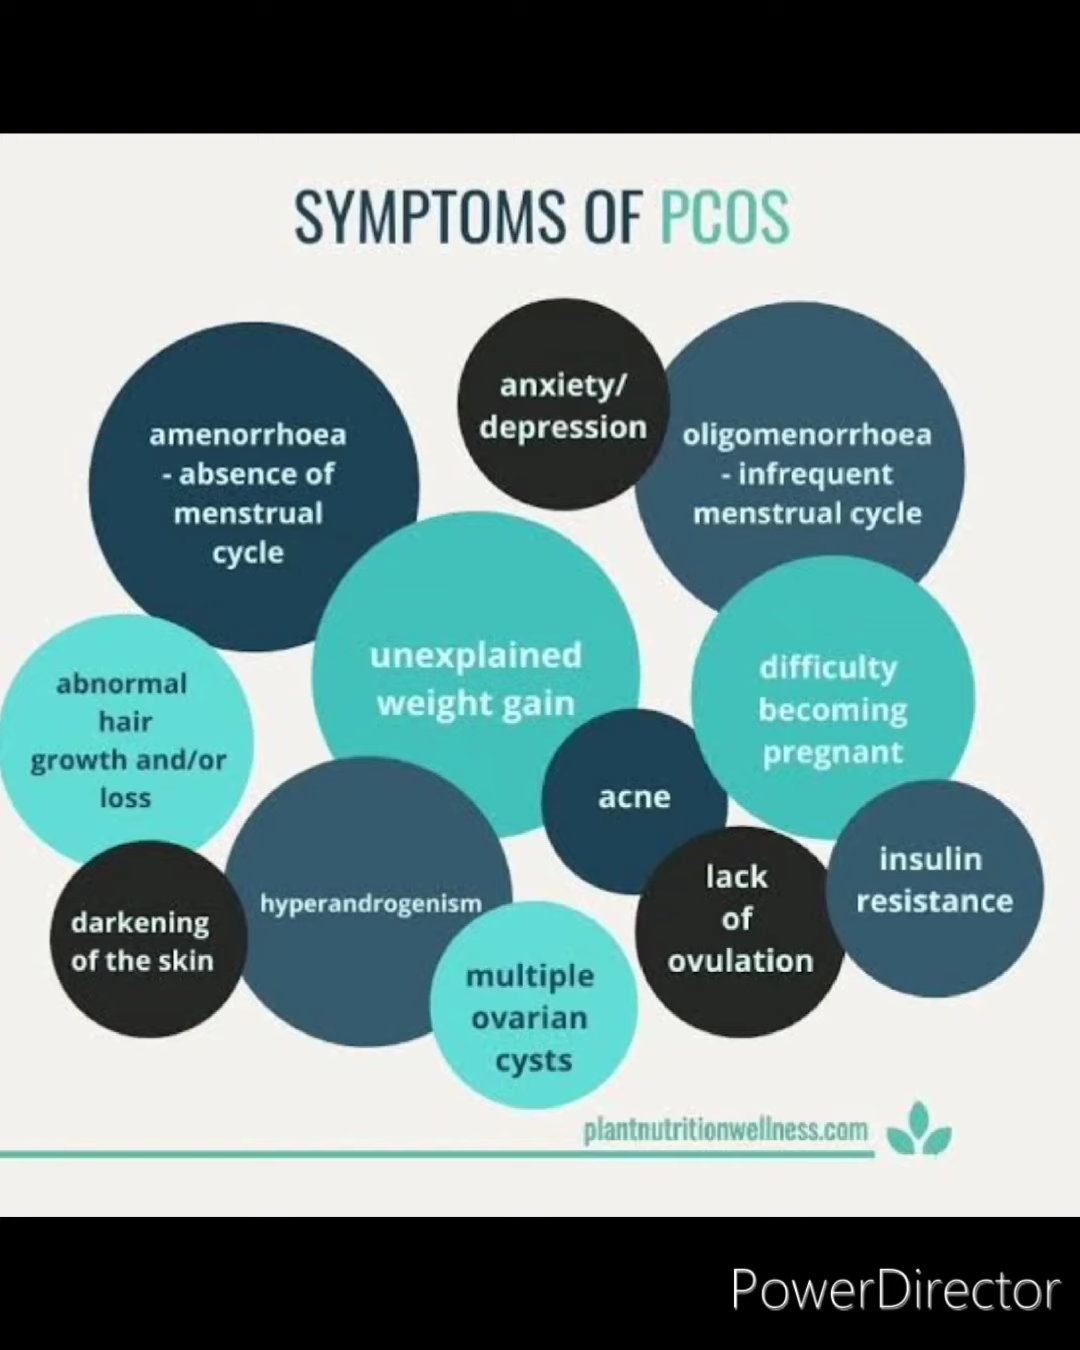 SYMPTOMS OF PCOS
anxiety/
depression
amenorrhoea
- absence of
menstrual
cycle
oligomenorrhoea
- infrequent
menstrual cycle
unexplained
weight gain
difficulty
becoming
pregnant
abnormal
hair
growth and/or
loss
acne
insulin
resistance
lack
of
ovulation
hyperandrogenism
darkening
of the skin
multiple
ovarian
cysts
plantnutritionwellness.com
PowerDirector